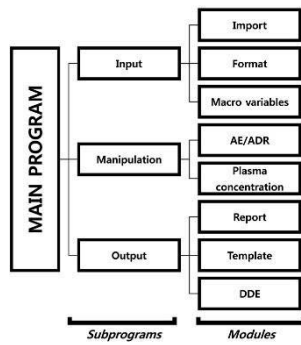 MAIN PROGRAM
Input
Import
Format
Macro variables
Manipulation
AE/ADR
Plasma
concentration
Output
Report
Template
DDE
Subprograms
Modules